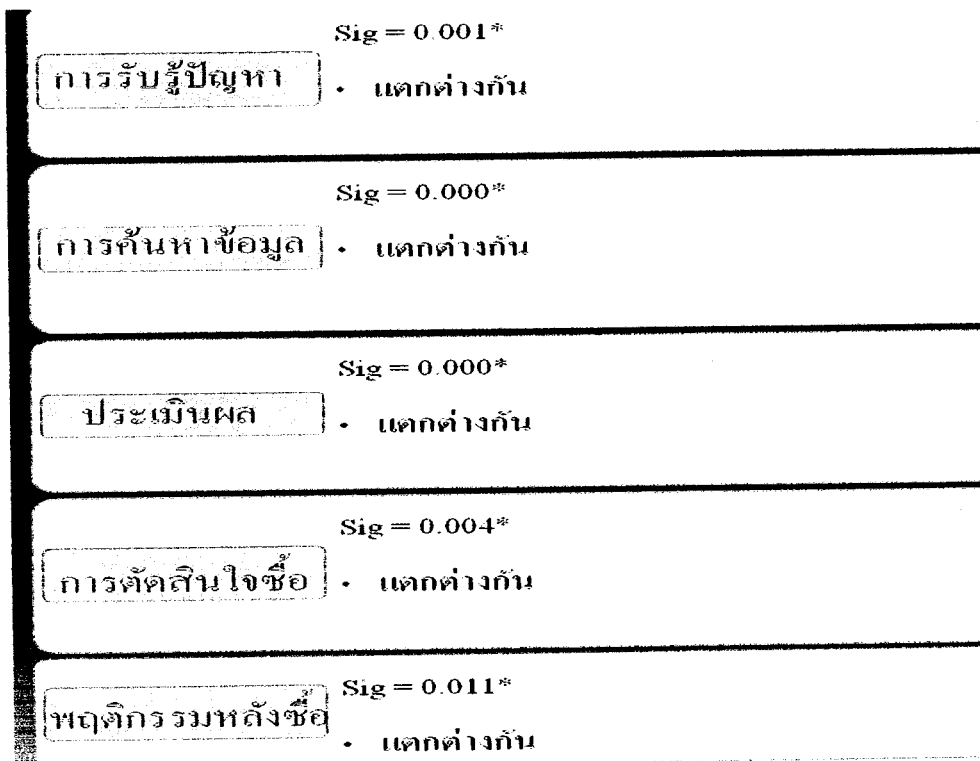 Sig = 0.001*
การรับรู้ปัญหา
• แตกต่างกัน
Sig = 0.000*
การค้นหาข้อมูล
• แตกต่างกัน
Sig = 0.000*
ประเมินผล
• แตกต่างกัน
Sig = 0.004*
การตัดสินใจซื้อ
• แตกต่างกัน
Sig = 0.011*
พฤติกรรมหลังซื้อ
• แตกต่างกัน